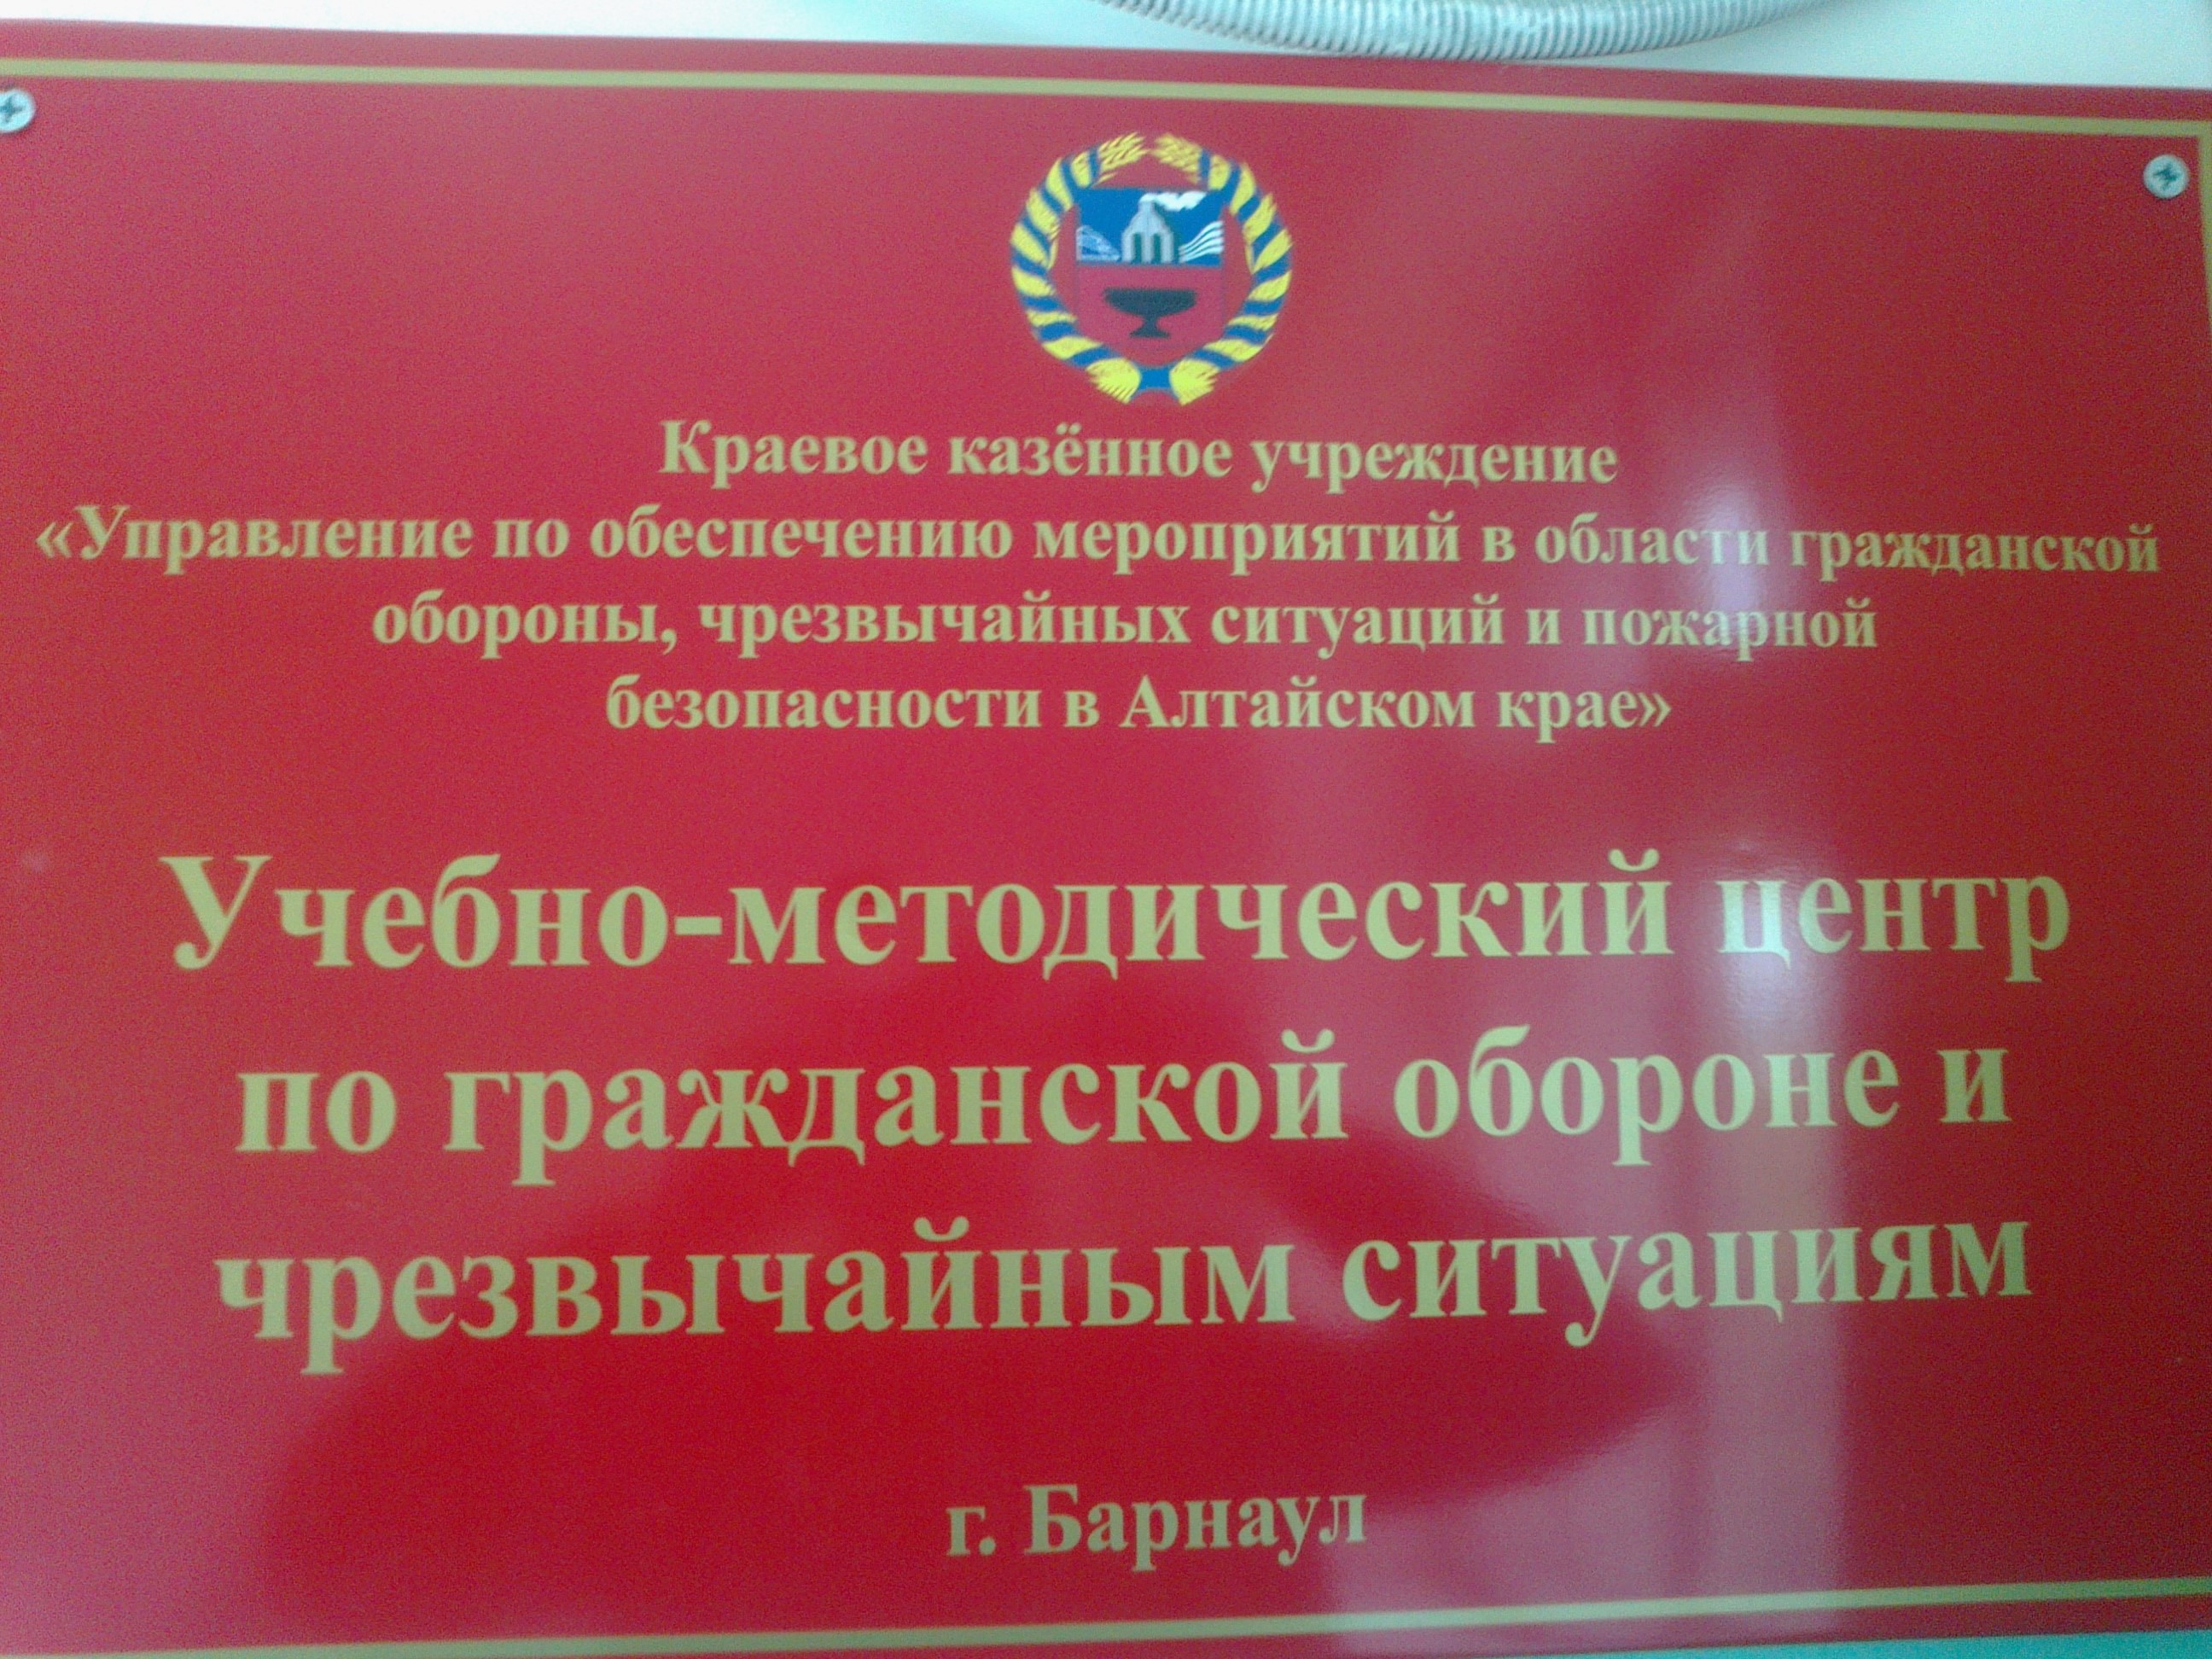 Краевое казённое учреждение
«Управление по обеспечению мероприятий в области гражданской
обороны, чрезвычайных ситуаций и пожарной
безопасности в Алтайском крае»
Учебно-методический центр
по гражданской обороне и
чрезвычайным ситуациям
г. Барнаул